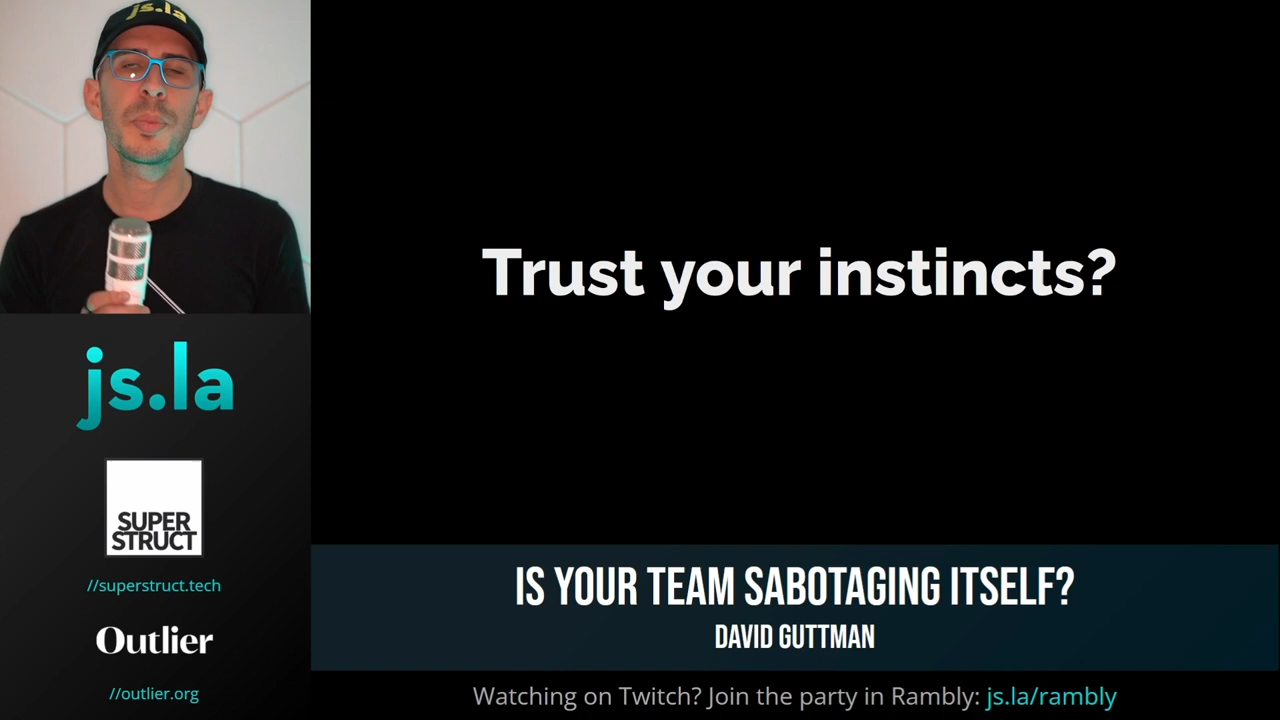 js.la
Trust your instincts?
js.la
SUPER
STRUCT
//superstruct.tech
Outlier
//outlier.org
IS YOUR TEAM SABOTAGING ITSELF?
DAVID GUTTMAN
Watching on Twitch? Join the party in Rambly: js.la/rambly